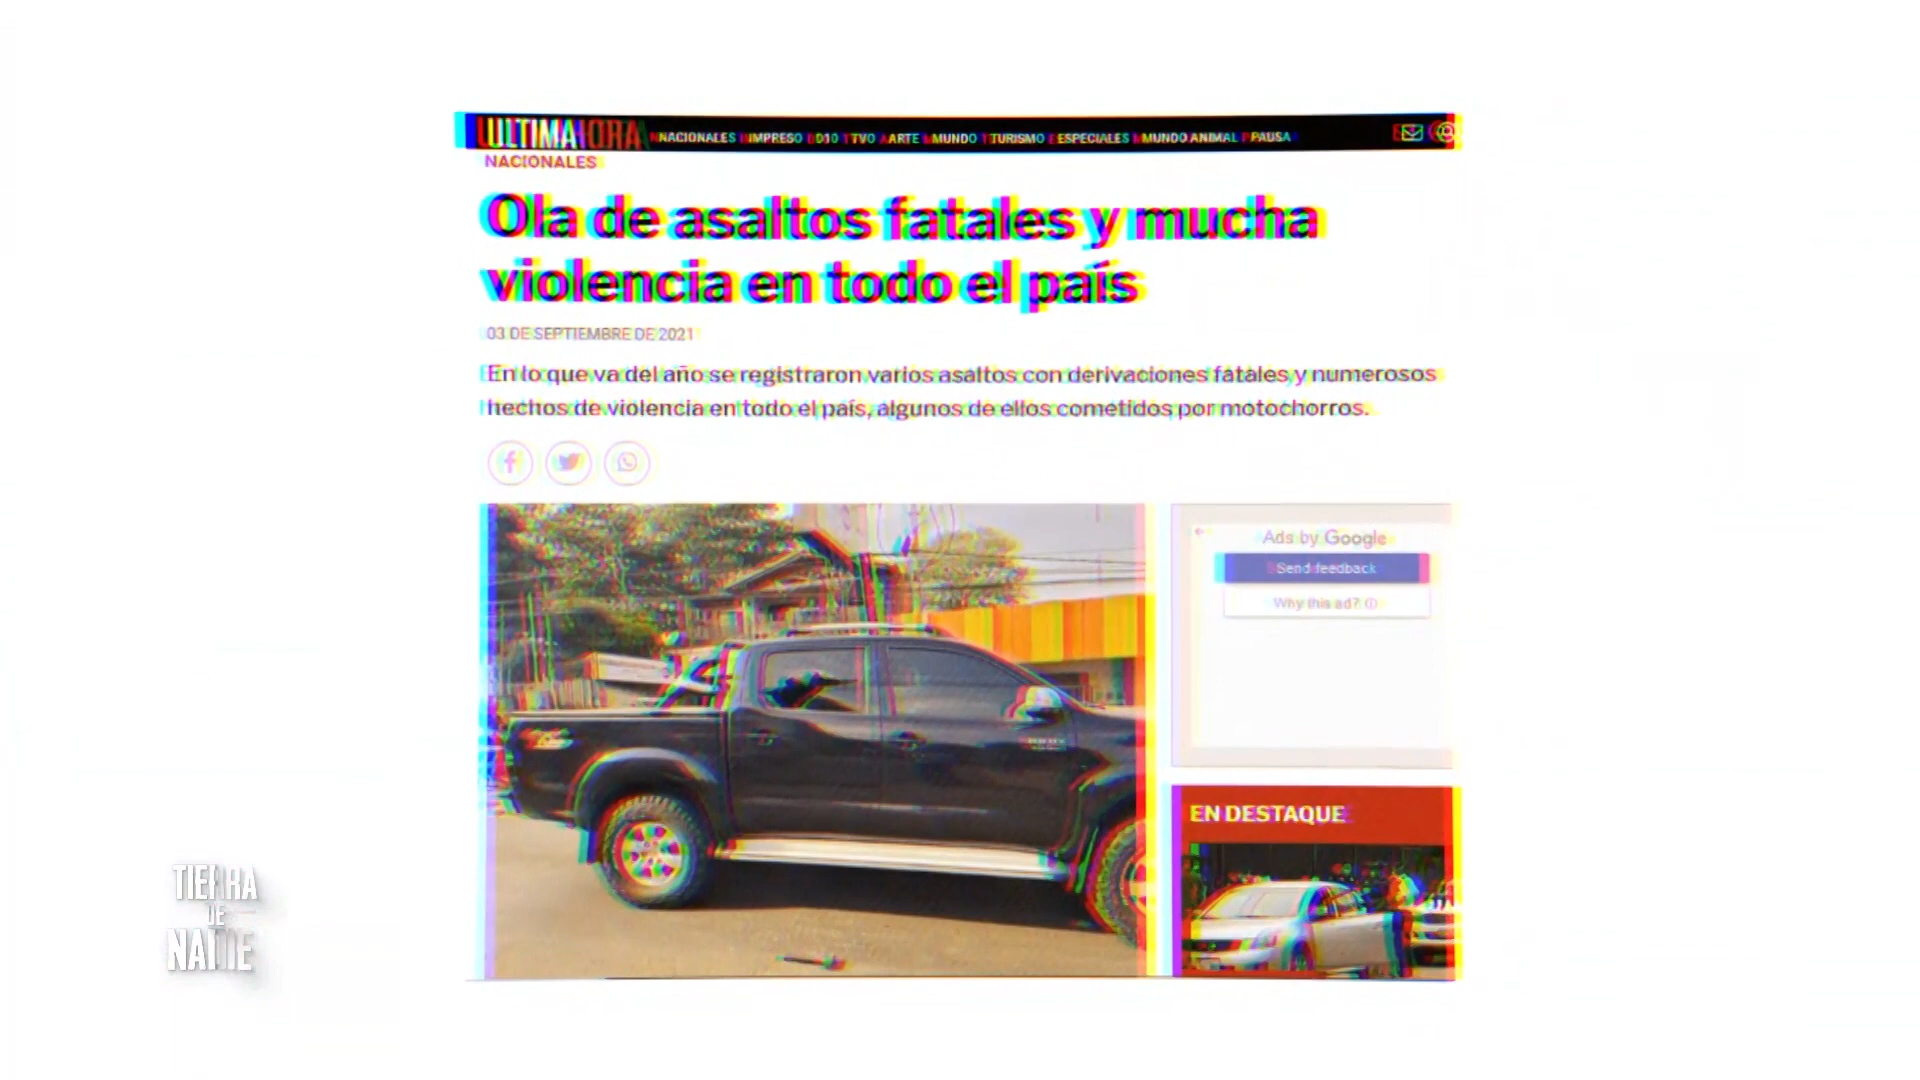 ULTIMAHORA NACIONALES IMPRESO D10 TVO ARTE MUNDO TURISMO ESPECIALES MUNDO ANIMAL PAUSA
NACIONALES
Ola de asaltos fatales y mucha
violencia en todo el país
03 DE SEPTIEMBRE DE 2021
En lo que va del año se registraron varios asaltos con derivaciones fatales y numerosos
hechos de violencia en todo el país, algunos de ellos cometidos por motochorros.
Ads by Google
Send feedback
Why this ad?
EN DESTAQUE
TIERRA
DE
NADIE